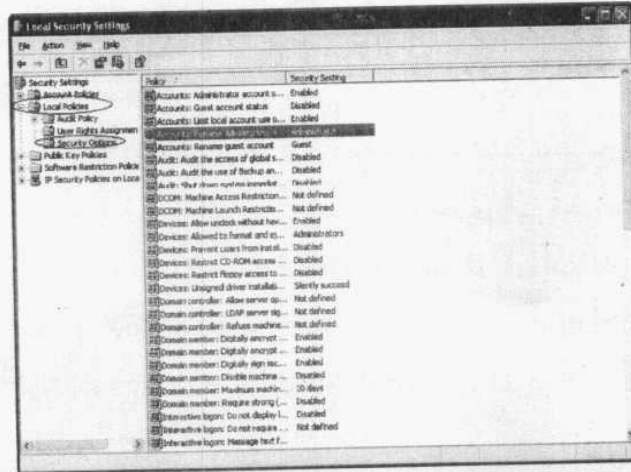 Local Security Settings
File Action View Help
Security Settings
Account Policies
Local Policies
Audit Policy
User Rights Assignmen
Security Options
Public Key Policies
Software Restriction Policie
IP Security Policies on Loca
Policy / Security Setting
Accounts: Administrator account s... Enabled
Accounts: Guest account status Disabled
Accounts: Limit local account use o... Enabled
Accounts: Rename
Accounts: Rename guest account Guest
Audit: Audit the access of global s... Disabled
Audit: Audit the use of Backup an... Disabled
Audit: Shut down system immediat... Disabled
DCOM: Machine Access Restriction... Not defined
DCOM: Machine Launch Restrictio... Not defined
Devices: Allow undock without hav... Enabled
Devices: Allowed to format and ej... Administrators
Devices: Prevent users from instal... Disabled
Devices: Restrict CD-ROM access ... Disabled
Devices: Restrict floppy access to ... Disabled
Devices: Unsigned driver installati... Silently succeed
Domain controller: Allow server op... Not defined
Domain controller: LDAP server sig... Not defined
Domain controller: Refuse machine... Not defined
Domain member: Digitally encrypt ... Enabled
Domain member: Digitally encrypt ... Enabled
Domain member: Digitally sign sec... Enabled
Domain member: Disable machine ... Disabled
Domain member: Maximum machin... 30 days
Domain member: Require strong (... Disabled
Interactive logon: Do not display l... Disabled
Interactive logon: Do not require ... Not defined
Interactive logon: Message text f...